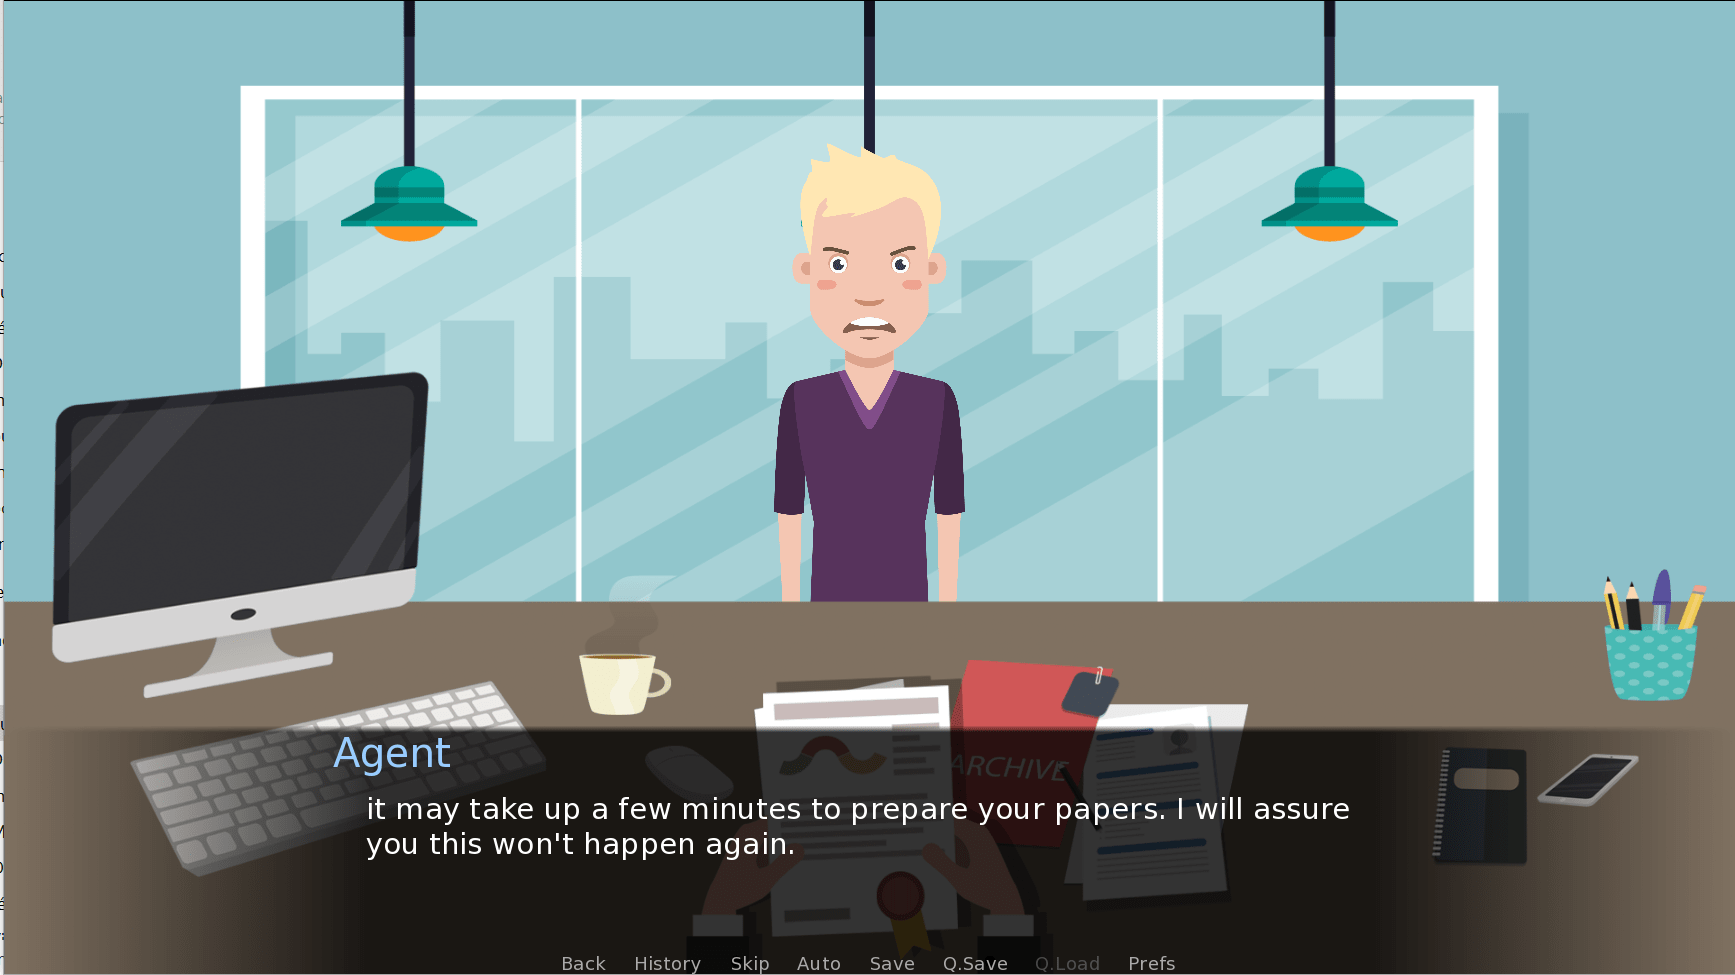 ARCHIVE
Agent
it may take up a few minutes to prepare your papers. I will assure
you this won't happen again.
Back History Skip Auto Save Q.Save Q.Load Prefs